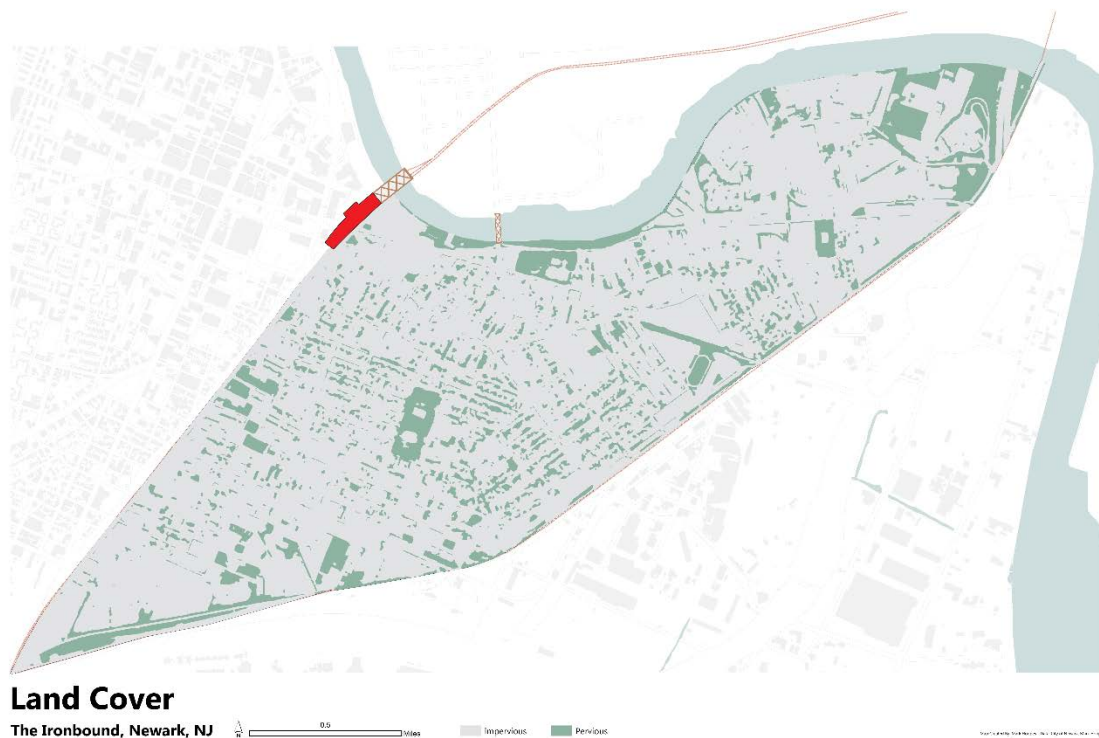 Land Cover
The Ironbound, Newark, NJ
N
0.5
Miles
Impervious
Pervious